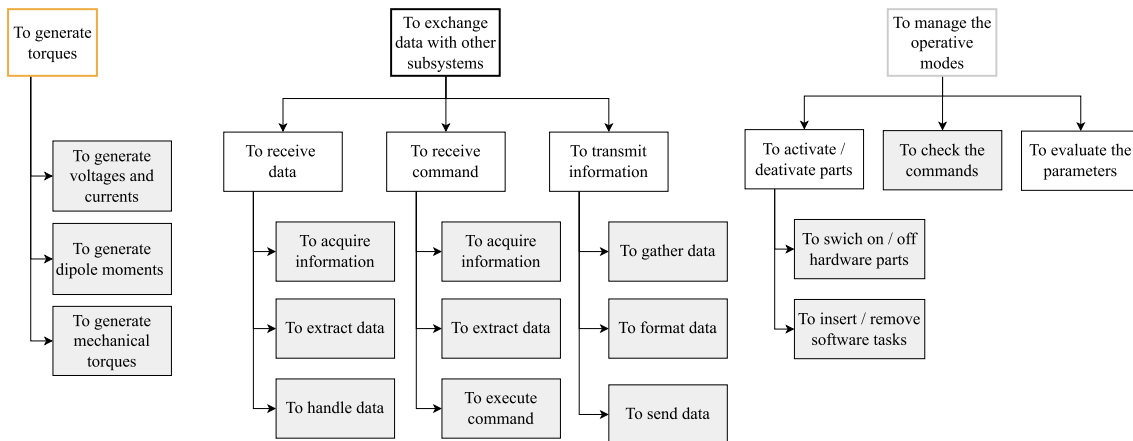 To generate
torques
To generate
voltages and
currents
To generate
dipole moments
To generate
mechanical
torques
To exchange
data with other
subsystems
To receive
data
To acquire
information
To extract data
To handle data
To receive
command
To acquire
information
To extract data
To execute
command
To transmit
information
To gather data
To format data
To send data
To manage the
operative
modes
To activate /
deativate parts
To swich on / off
hardware parts
To insert / remove
software tasks
To check the
commands
To evaluate the
parameters